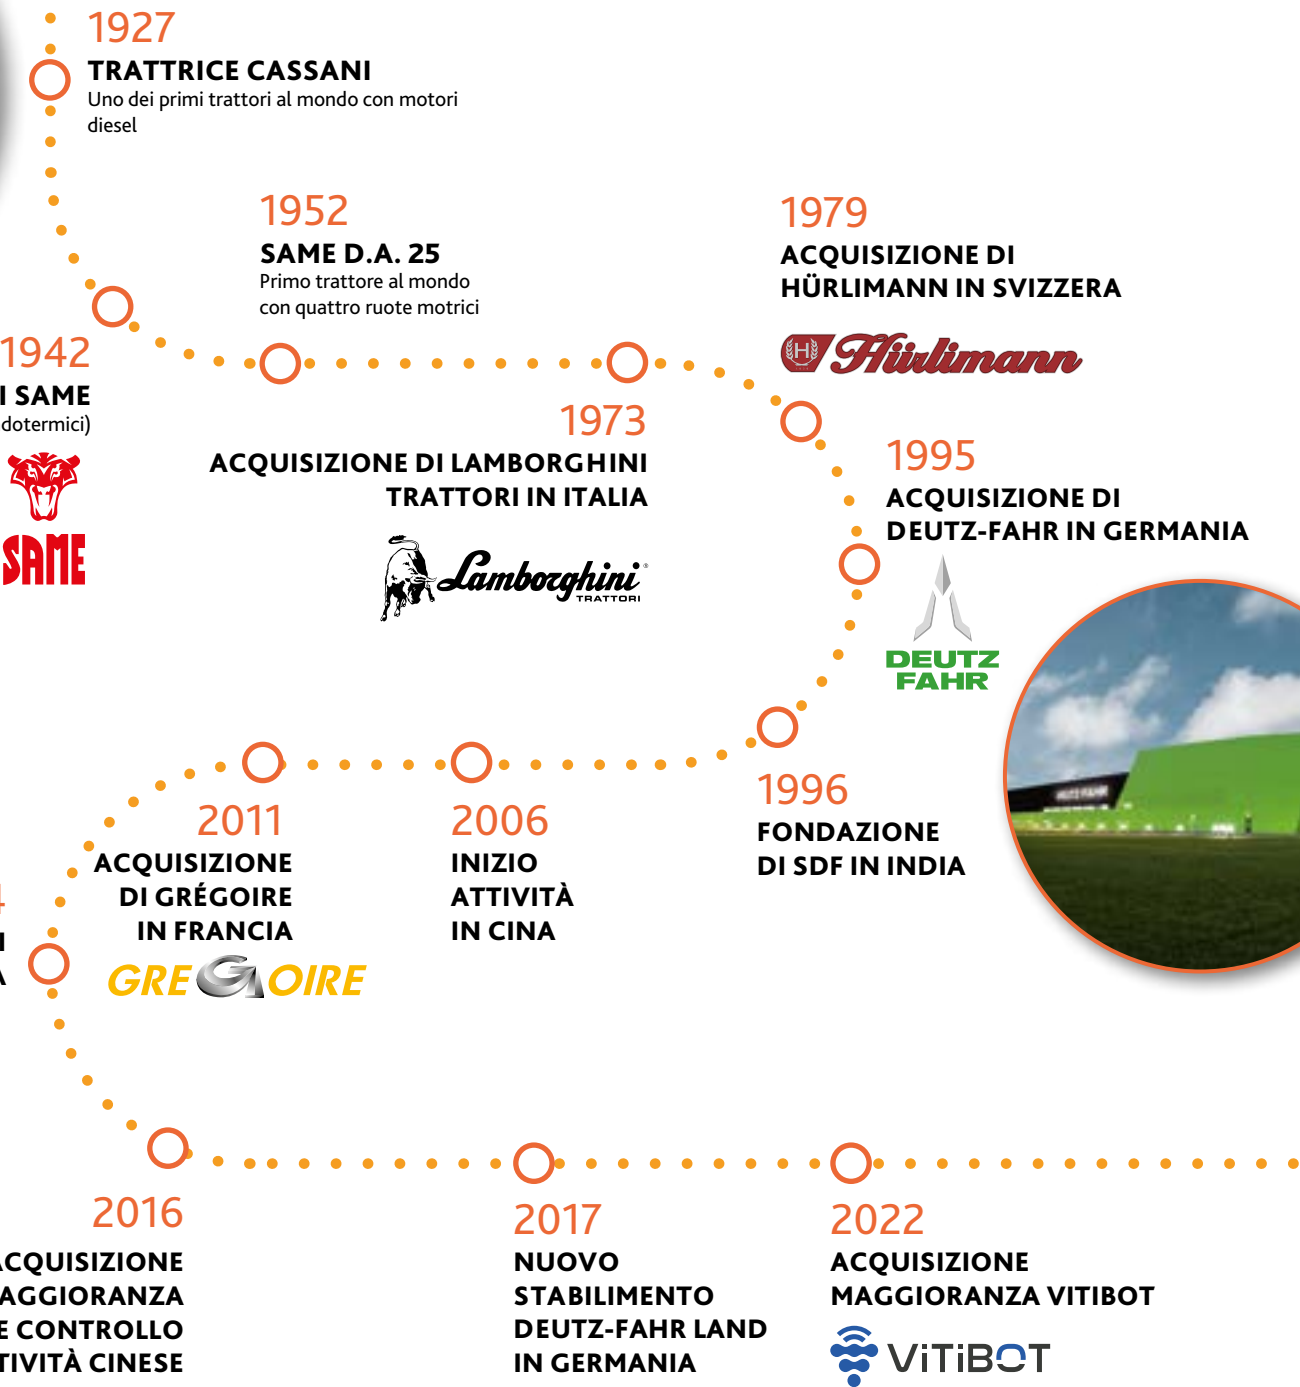 1927
TRATTRICE CASSANI
Uno dei primi trattori al mondo con motori
diesel
1952
SAME D.A. 25
Primo trattore al mondo
con quattro ruote motrici
1979
ACQUISIZIONE DI
HÜRLIMANN IN SVIZZERA
H Hürlimann
1942
I SAME
dotermici)
SAME
1973
ACQUISIZIONE DI LAMBORGHINI
TRATTORI IN ITALIA
Lamborghini
TRATTORI
1995
ACQUISIZIONE DI
DEUTZ-FAHR IN GERMANIA
DEUTZ
FAHR
DEUTZ-FAHR
1996
FONDAZIONE
DI SDF IN INDIA
2006
INIZIO
ATTIVITÀ
IN CINA
2011
ACQUISIZIONE
DI GRÉGOIRE
IN FRANCIA
GREGOIRE
4
I
A
2016
ACQUISIZIONE
AGGIORANZA
E CONTROLLO
TIVITÀ CINESE
2017
NUOVO
STABILIMENTO
DEUTZ-FAHR LAND
IN GERMANIA
2022
ACQUISIZIONE
MAGGIORANZA VITIBOT
ViTiBOT